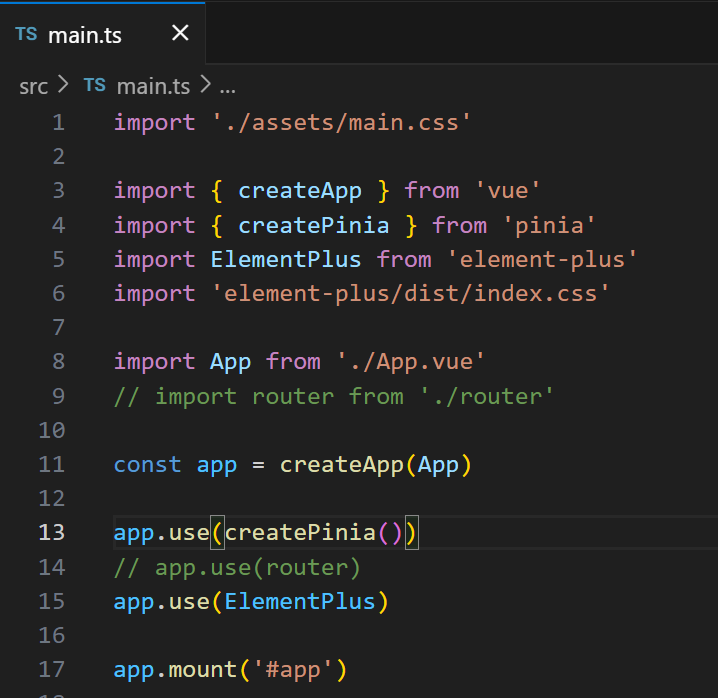 TS main.ts ×
src > TS main.ts > ...
1 import './assets/main.css'
2
3 import { createApp } from 'vue'
4 import { createPinia } from 'pinia'
5 import ElementPlus from 'element-plus'
6 import 'element-plus/dist/index.css'
7
8 import App from './App.vue'
9 // import router from './router'
10
11 const app = createApp(App)
12
13 app.use(createPinia())
14 // app.use(router)
15 app.use(ElementPlus)
16
17 app.mount('#app')